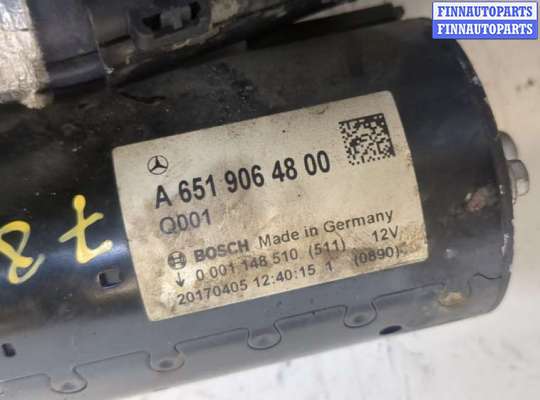 FINNAUTOPARTS
FINNAUTOPARTS
A 651 906 48 00
Q001
BOSCH Made in Germany
0 001 148 510 (511) 12V
20170405 12:40:15 1 (0890)
78